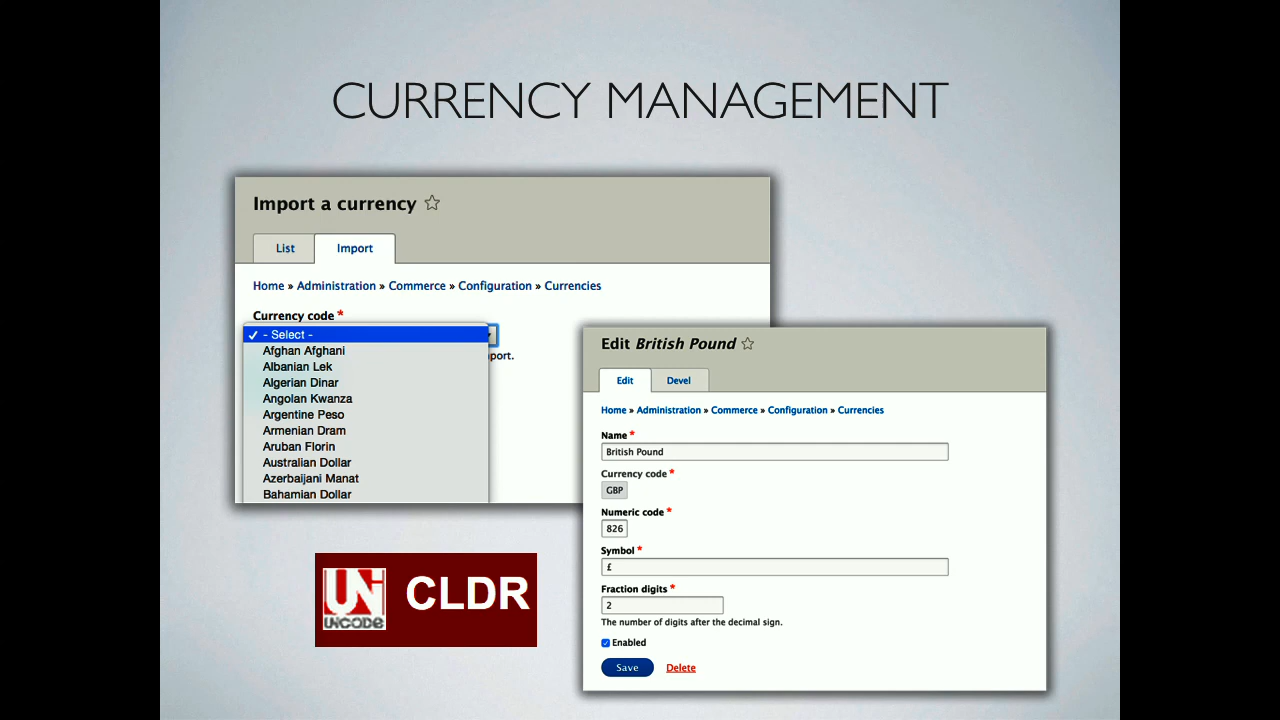 CURRENCY MANAGEMENT
Import a currency
List Import
Home » Administration » Commerce » Configuration » Currencies
Currency code *
✓ - Select -
Afghan Afghani
Albanian Lek
Algerian Dinar
Angolan Kwanza
Argentine Peso
Armenian Dram
Aruban Florin
Australian Dollar
Azerbaijani Manat
Bahamian Dollar
Edit British Pound
Edit Devel
Home » Administration » Commerce » Configuration » Currencies
Name *
British Pound
Currency code *
GBP
Numeric code *
826
Symbol *
£
Fraction digits *
2
The number of digits after the decimal sign.
Enabled
Save Delete
UNICODE CLDR